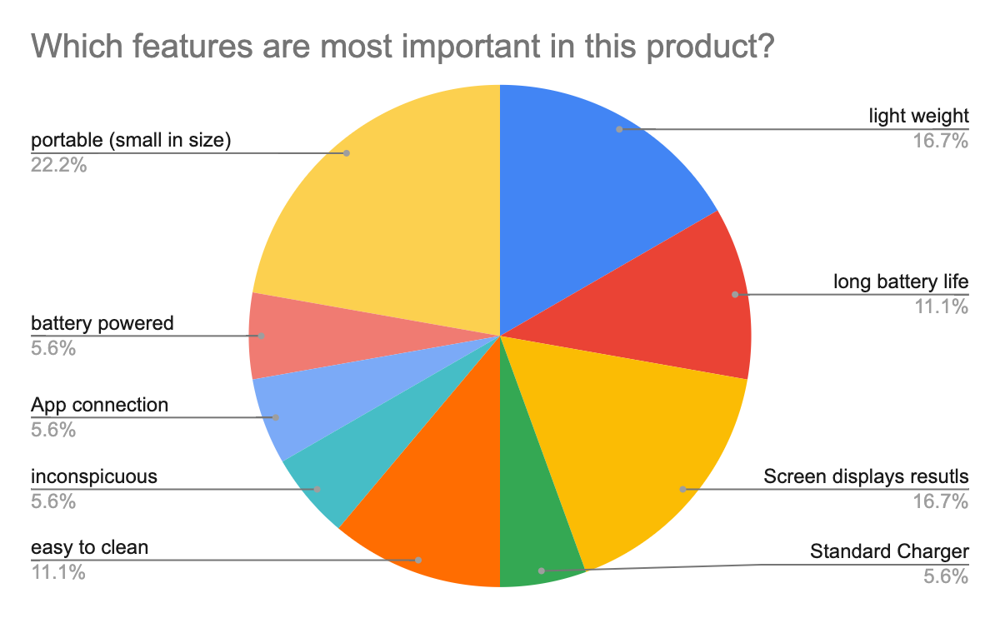 Which features are most important in this product?
light weight
16.7%
long battery life
11.1%
Screen displays resutls
16.7%
Standard Charger
5.6%
easy to clean
11.1%
inconspicuous
5.6%
App connection
5.6%
battery powered
5.6%
portable (small in size)
22.2%